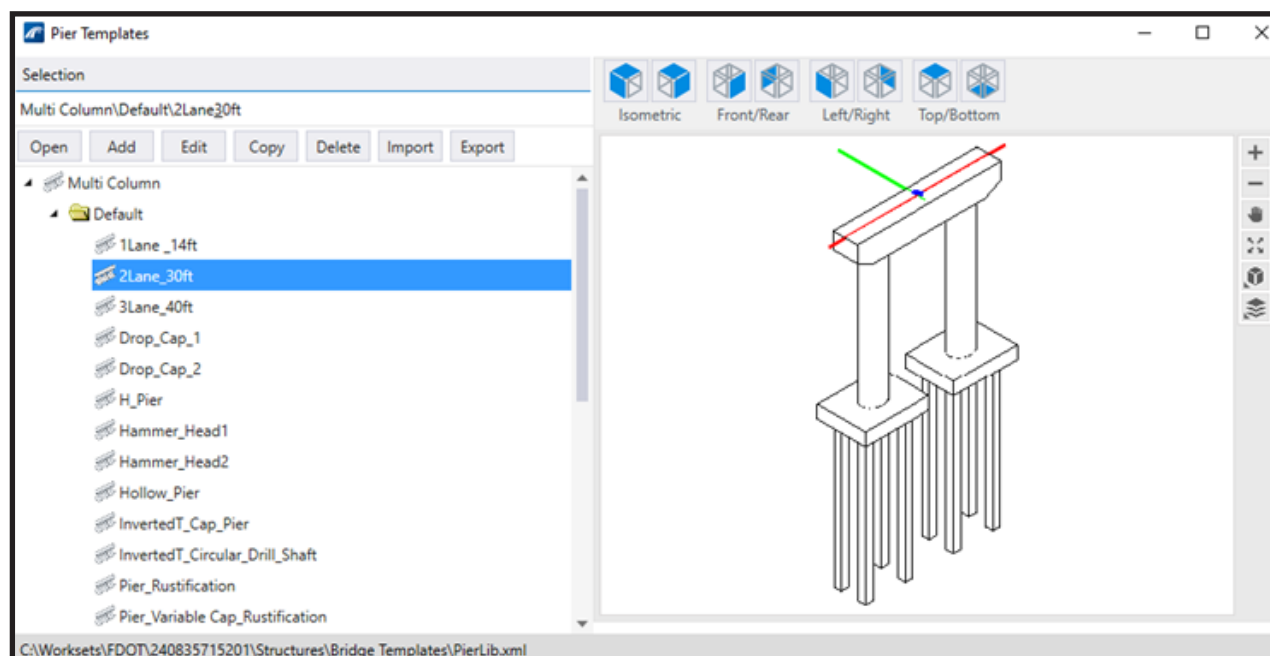 Pier Templates
Selection
Multi Column\Default\2Lane30ft
Open Add Edit Copy Delete Import Export
Multi Column
Default
1Lane _14ft
2Lane_30ft
3Lane_40ft
Drop_Cap_1
Drop_Cap_2
H_Pier
Hammer_Head1
Hammer_Head2
Hollow_Pier
InvertedT_Cap_Pier
InvertedT_Circular_Drill_Shaft
Pier_Rustification
Pier_Variable Cap_Rustification
C:\Worksets\FDOT\240835715201\Structures\Bridge Templates\PierLib.xml
Isometric Front/Rear Left/Right Top/Bottom